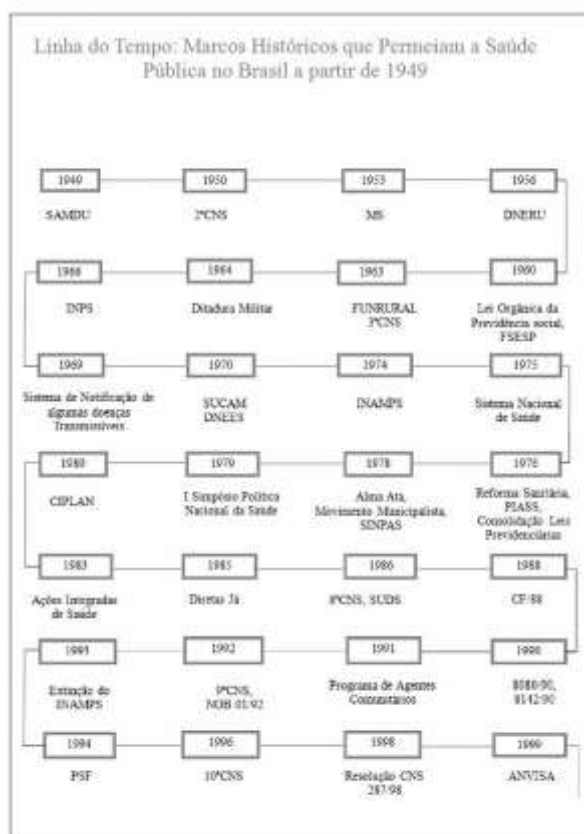 Linha do Tempo: Marcos Históricos que Permeiam a Saúde
Pública no Brasil a partir de 1949
1949
SAMDU
1950
2ªCNS
1953
MS
1956
DNERU
1966
INPS
1964
Ditadura Militar
1963
FUNRURAL
3ªCNS
1960
Lei Orgânica da
Previdência social,
FSESP
1969
Sistema de Notificação de
algumas doenças
Transmissíveis
1970
SUCAM
DNEES
1974
INAMPS
1975
Sistema Nacional
de Saúde
1980
CIPLAN
1979
I Simpósio Política
Nacional da Saúde
1978
Alma Ata,
Movimento Municipalista,
SINPAS
1976
Reforma Sanitária,
PIASS,
Consolidação Leis
Previdenciárias
1983
Ações Integradas
de Saúde
1985
Diretas Já
1986
8ªCNS, SUDS
1988
CF/88
1993
Extinção do
INAMPS
1992
9ªCNS,
NOB 01/92
1991
Programa de Agentes
Comunitários
1990
8080/90,
8142/90
1994
PSF
1996
10ªCNS
1998
Resolução CNS
287/98
1999
ANVISA